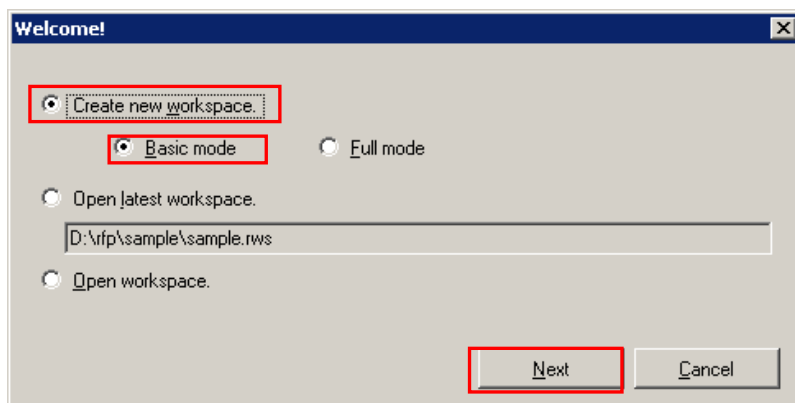 Welcome!
Create new workspace.
Basic mode Full mode
Open latest workspace.
D:\rfp\sample\sample.rws
Open workspace.
Next Cancel